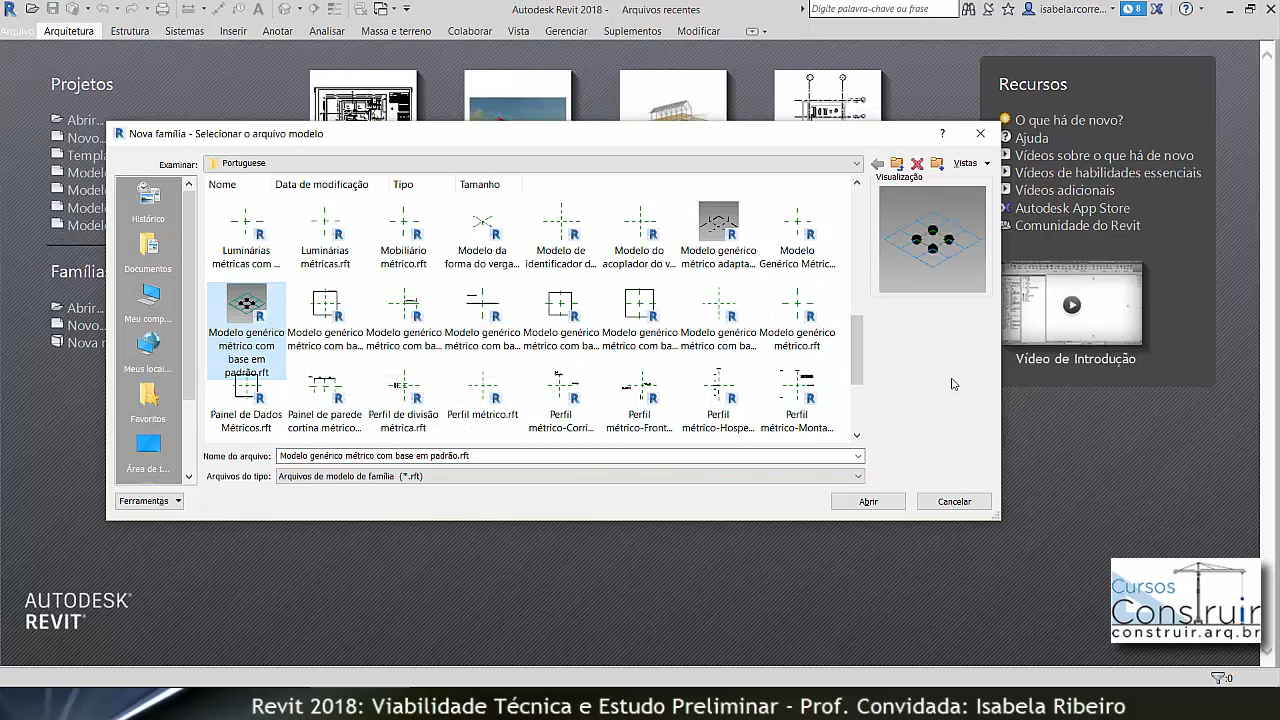 Autodesk Revit 2018 - Arquivos recentes
Digite palavra-chave ou frase
isabela.rcorre...
8
Arquivo Arquitetura Estrutura Sistemas Inserir Anotar Analisar Massa e terreno Colaborar Vista Gerenciar Suplementos Modificar
Projetos
Abrir...
Novo...
Templa
Modelo
Modelo
Modelo
Modelo
Família
Abrir...
Novo...
Nova m
Recursos
O que há de novo?
Ajuda
Vídeos sobre o que há de novo
Vídeos de habilidades essenciais
Vídeos adicionais
Autodesk App Store
Comunidade do Revit
Vídeo de Introdução
Nova família - Selecionar o arquivo modelo
Examinar:
Portuguese
Vistas
Histórico
Documentos
Meu comp...
Meus locai...
Favoritos
Área de t...
Nome Data de modificação Tipo Tamanho
Luminárias métricas com ...
Luminárias métricas.rft
Mobiliário métrico.rft
Modelo da forma do verga...
Modelo de identificador d...
Modelo do acoplador do v...
Modelo genérico métrico adapta...
Modelo Genérico Métric...
Modelo genérico métrico com base em padrão.rft
Modelo genérico métrico com ba...
Modelo genérico métrico com ba...
Modelo genérico métrico com ba...
Modelo genérico métrico com ba...
Modelo genérico métrico com ba...
Modelo genérico métrico com ba...
Modelo genérico métrico.rft
Painel de Dados Métricos.rft
Painel de parede cortina métrico...
Perfil de divisão métrica.rft
Perfil métrico.rft
Perfil métrico-Corri...
Perfil métrico-Front...
Perfil métrico-Hospe...
Perfil métrico-Monta...
Visualização
Nome do arquivo: Modelo genérico métrico com base em padrão.rft
Arquivos do tipo: Arquivos de modelo de família (*.rft)
Ferramentas
Abrir
Cancelar
AUTODESK®
REVIT®
Cursos
Construir
construir.arq.br
:0
Revit 2018: Viabilidade Técnica e Estudo Preliminar - Prof. Convidada: Isabela Ribeiro